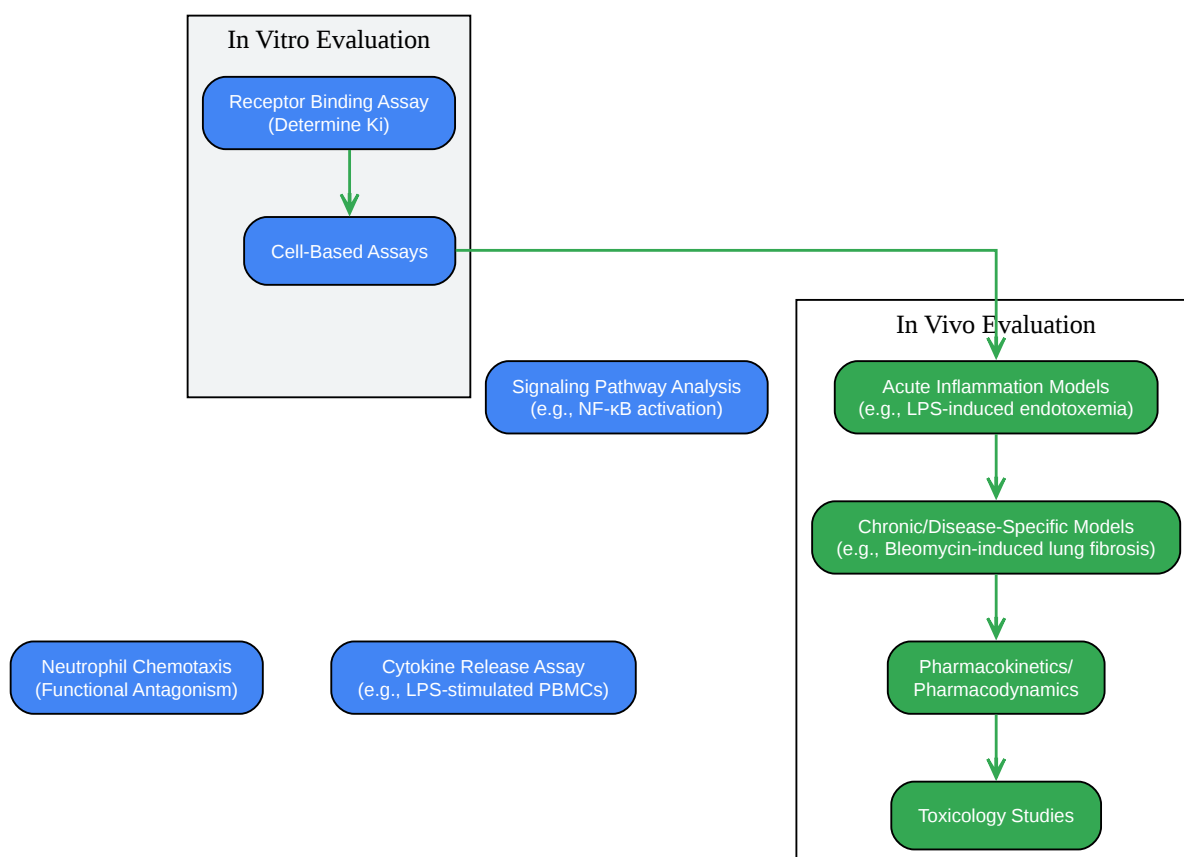 In Vitro Evaluation
Receptor Binding Assay
(Determine Ki)
Cell-Based Assays
In Vivo Evaluation
Signaling Pathway Analysis
(e.g., NF-κB activation)
Acute Inflammation Models
(e.g., LPS-induced endotoxemia)
Chronic/Disease-Specific Models
(e.g., Bleomycin-induced lung fibrosis)
Neutrophil Chemotaxis
(Functional Antagonism)
Cytokine Release Assay
(e.g., LPS-stimulated PBMCs)
Pharmacokinetics/
Pharmacodynamics
Toxicology Studies